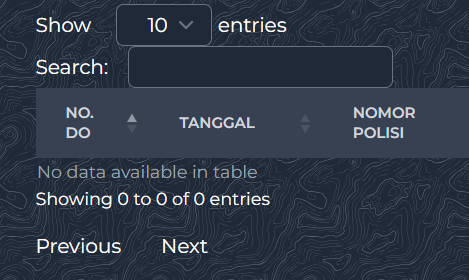 Show 10 entries
Search:
NO. DO TANGGAL NOMOR POLISI
No data available in table
Showing 0 to 0 of 0 entries
Previous Next